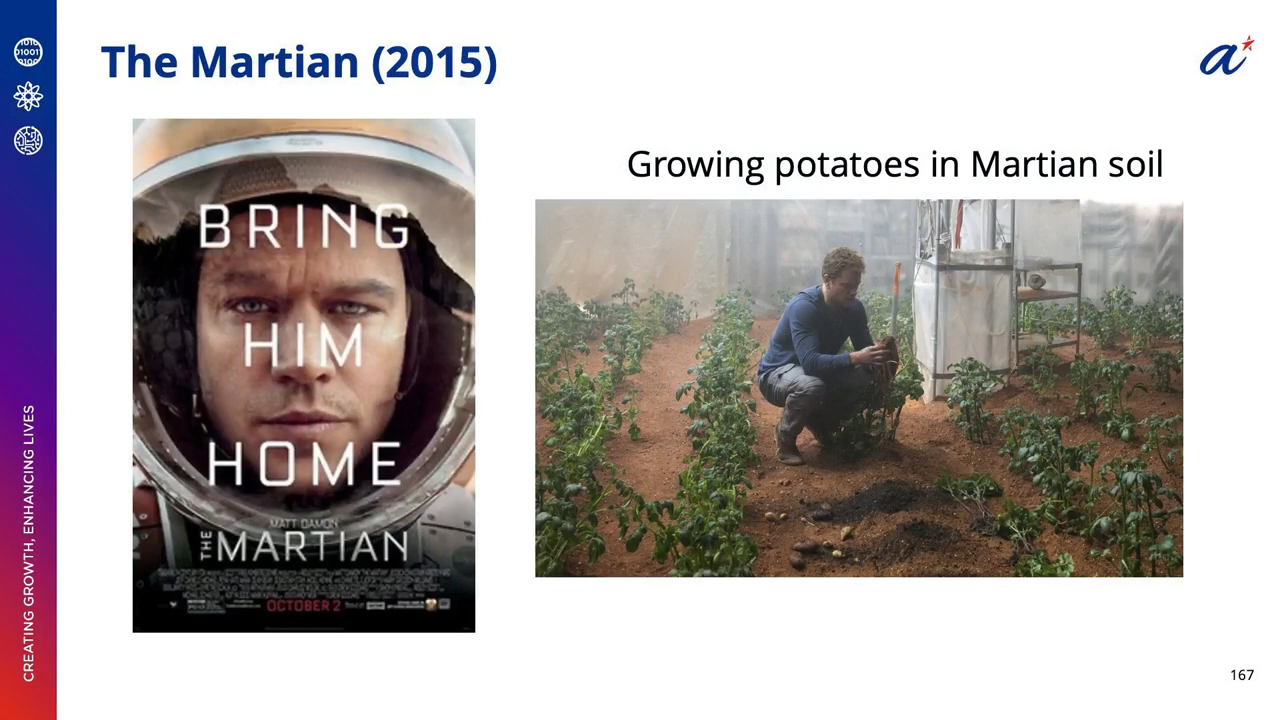 The Martian (2015)
Growing potatoes in Martian soil
BRING
HIM
HOME
MATT DAMON
THE MARTIAN
OCTOBER 2
CREATING GROWTH, ENHANCING LIVES
167